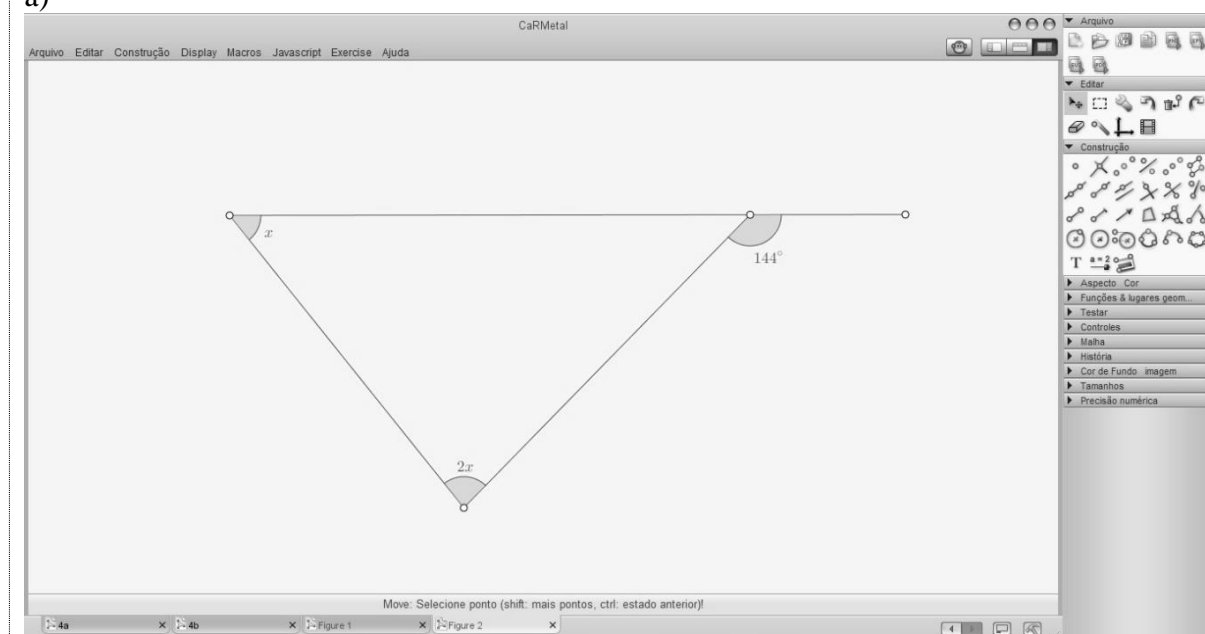 a)
CaRMetal
Arquivo Editar Construção Display Macros Javascript Exercise Ajuda
x
144°
2x
Move: Selecione ponto (shift: mais pontos, ctrl: estado anterior)!
4a
4b
Figure 1
Figure 2
Arquivo
Editar
Construção
T a=2
Aspecto Cor
Funções & lugares geom...
Testar
Controles
Malha
História
Cor de Fundo imagem
Tamanhos
Precisão numérica